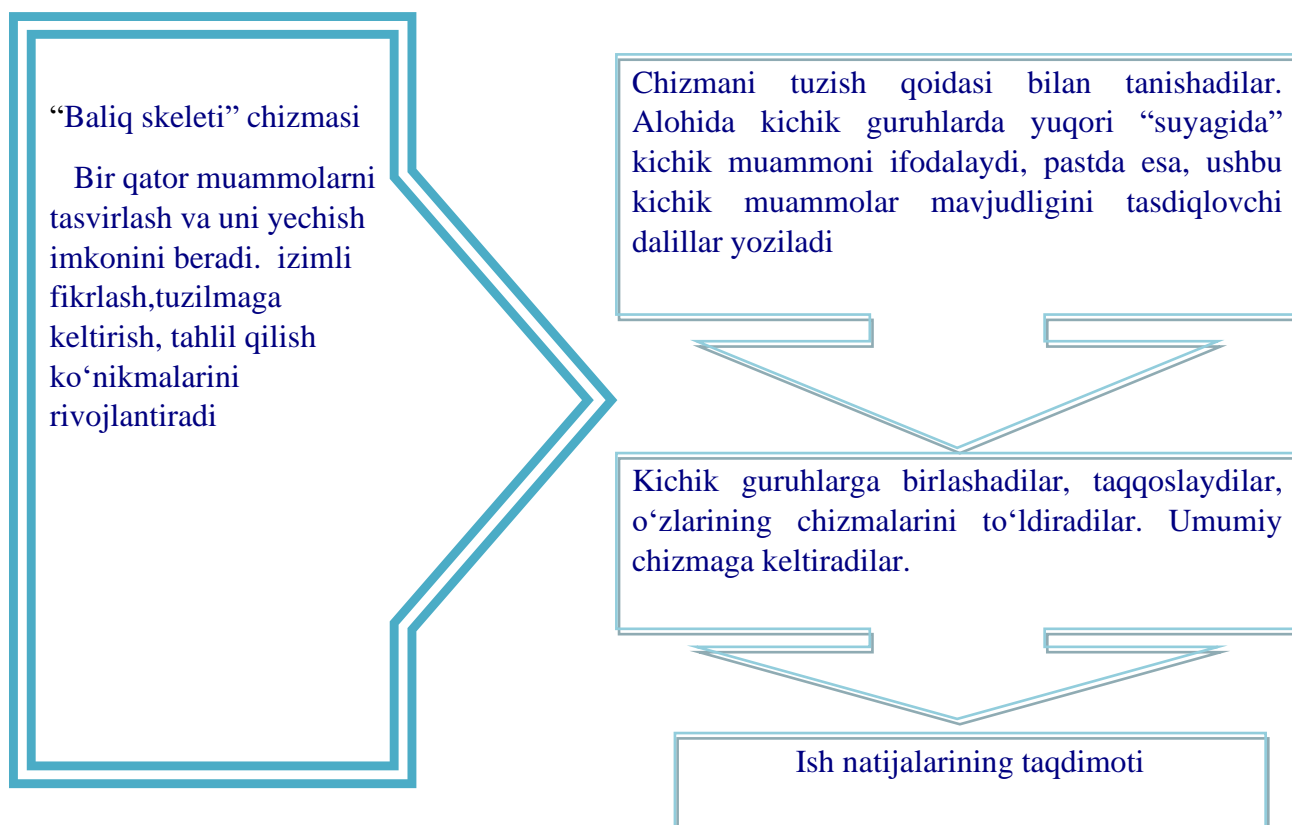 “Baliq skeleti” chizmasi
Bir qator muammolarni
tasvirlash va uni yechish
imkonini beradi. izimli
fikrlash,tuzilmaga
keltirish, tahlil qilish
ko‘nikmalarini
rivojlantiradi
Chizmani tuzish qoidasi bilan tanishadilar.
Alohida kichik guruhlarda yuqori “suyagida”
kichik muammoni ifodalaydi, pastda esa, ushbu
kichik muammolar mavjudligini tasdiqlovchi
dalillar yoziladi
Kichik guruhlarga birlashadilar, taqqoslaydilar,
o‘zlarining chizmalarini to‘ldiradilar. Umumiy
chizmaga keltiradilar.
Ish natijalarining taqdimoti